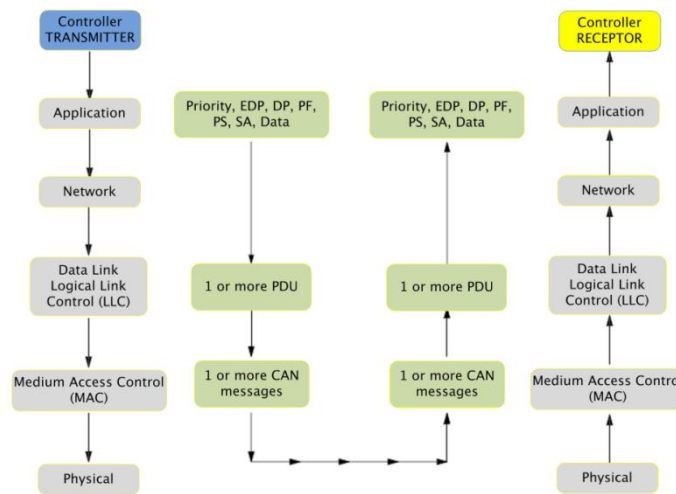 Controller
TRANSMITTER
Application
Network
Data Link
Logical Link
Control (LLC)
Medium Access Control
(MAC)
Physical
Priority, EDP, DP, PF,
PS, SA, Data
1 or more PDU
1 or more CAN
messages
Priority, EDP, DP, PF,
PS, SA, Data
1 or more PDU
1 or more CAN
messages
Controller
RECEPTOR
Application
Network
Data Link
Logical Link
Control (LLC)
Medium Access Control
(MAC)
Physical